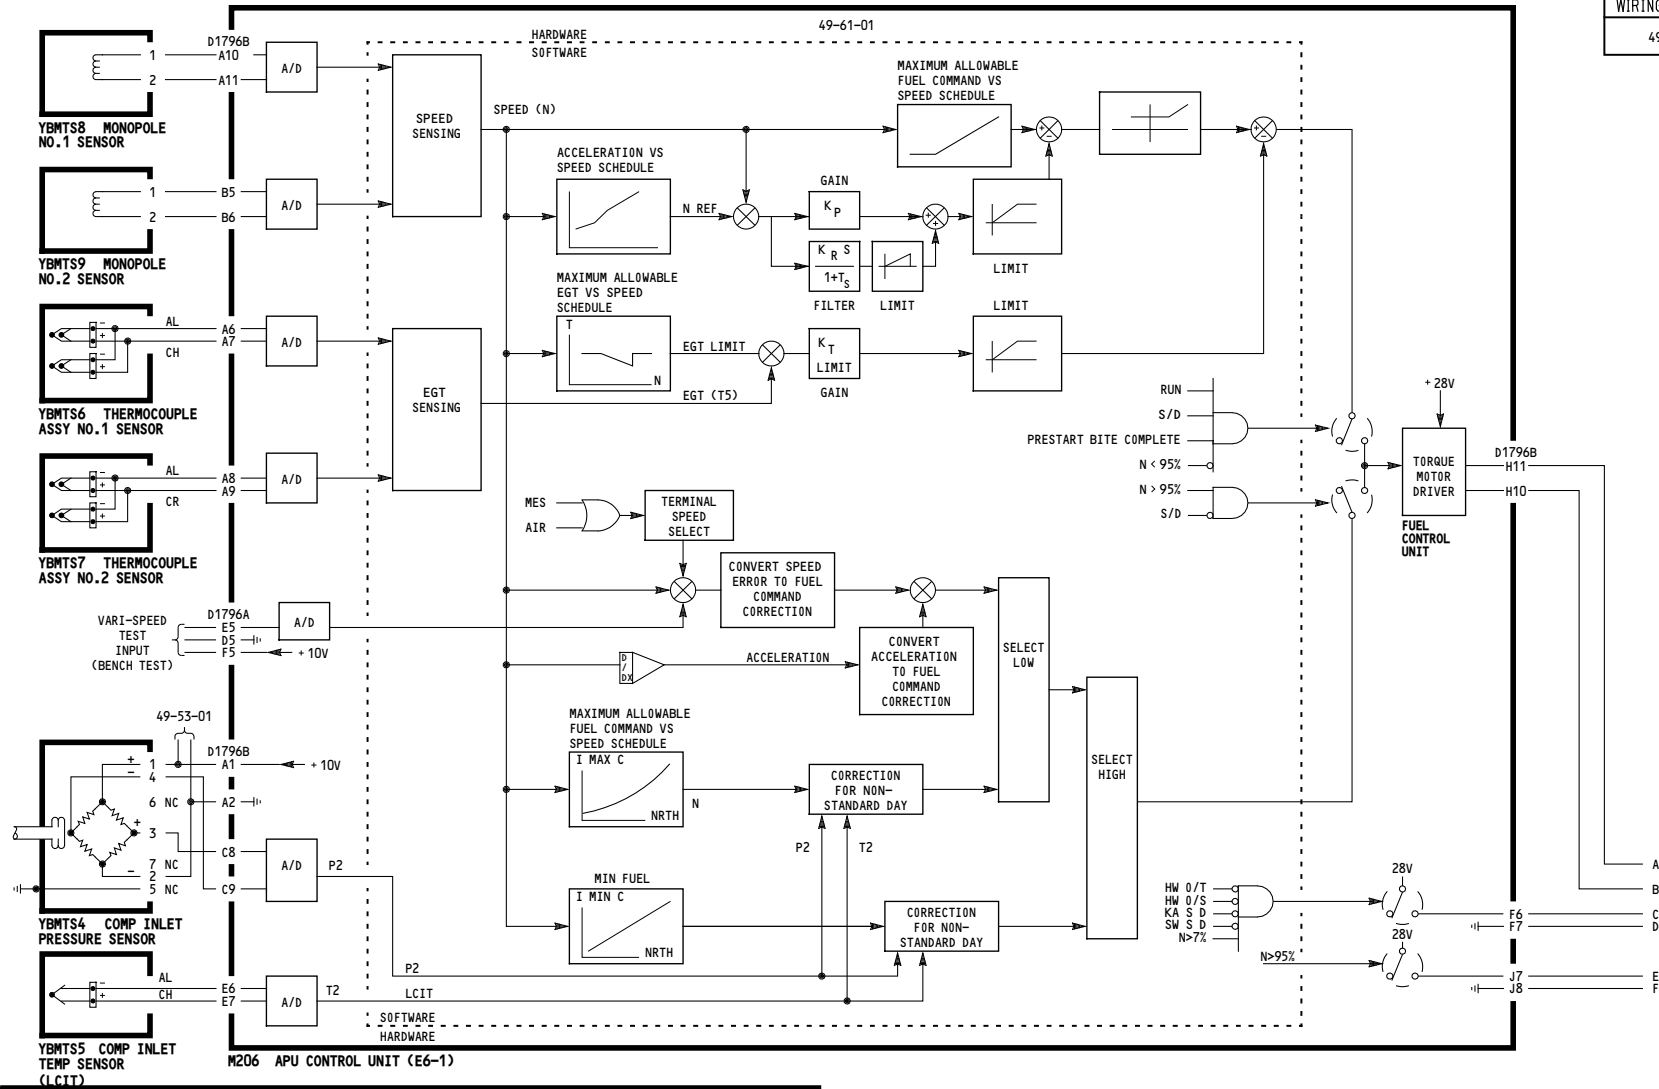 WIRING
49
49-61-01
HARDWARE
SOFTWARE
D1796B
1
A10
2
A11
A/D
YBMTS8 MONOPOLE
NO.1 SENSOR
1
B5
2
B6
A/D
YBMTS9 MONOPOLE
NO.2 SENSOR
SPEED
SENSING
SPEED (N)
ACCELERATION VS
SPEED SCHEDULE
N REF
MAXIMUM ALLOWABLE
FUEL COMMAND VS
SPEED SCHEDULE
+
-
+
-
GAIN
K P
+
+
K R S
1+TS
FILTER
LIMIT
LIMIT
MAXIMUM ALLOWABLE
EGT VS SPEED
SCHEDULE
T
N
EGT LIMIT
EGT (T5)
K T
LIMIT
GAIN
LIMIT
-
+
-
+
AL
A6
A7
CH
A/D
YBMTS6 THERMOCOUPLE
ASSY NO.1 SENSOR
EGT
SENSING
-
+
-
+
AL
A8
A9
CR
A/D
YBMTS7 THERMOCOUPLE
ASSY NO.2 SENSOR
RUN
S/D
PRESTART BITE COMPLETE
N < 95%
N > 95%
S/D
+ 28V
TORQUE
MOTOR
DRIVER
FUEL
CONTROL
UNIT
D1796B
H11
H10
MES
AIR
TERMINAL
SPEED
SELECT
CONVERT SPEED
ERROR TO FUEL
COMMAND
CORRECTION
VARI-SPEED
TEST
INPUT
(BENCH TEST)
D1796A
E5
D5
F5
+ 10V
A/D
D
/
DX
ACCELERATION
CONVERT
ACCELERATION
TO FUEL
COMMAND
CORRECTION
SELECT
LOW
49-53-01
D1796B
+
1
A1
+ 10V
-
4
6 NC
A2
+
3
C8
7 NC
-
2
5 NC
C9
A/D
P2
YBMTS4 COMP INLET
PRESSURE SENSOR
MAXIMUM ALLOWABLE
FUEL COMMAND VS
SPEED SCHEDULE
I MAX C
NRTH
N
CORRECTION
FOR NON-
STANDARD DAY
P2
T2
SELECT
HIGH
MIN FUEL
I MIN C
NRTH
CORRECTION
FOR NON-
STANDARD DAY
P2
LCIT
-
+
AL
E6
CH
E7
A/D
T2
YBMTS5 COMP INLET
TEMP SENSOR
(LCIT)
SOFTWARE
HARDWARE
M206 APU CONTROL UNIT (E6-1)
HW O/T
HW O/S
KA S D
SW S D
N>7%
28V
F6
F7
N>95%
28V
J7
J8
A
B
C
D
E
F